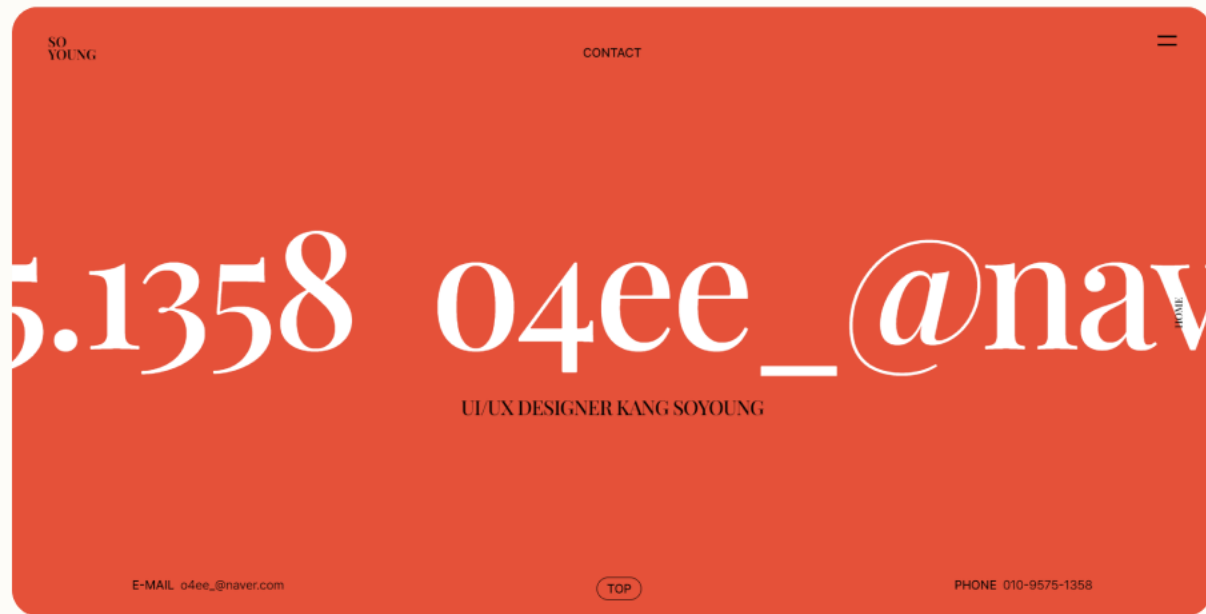 SO
YOUNG
CONTACT
5.1358 o4ee_@nav
HOME
UI/UX DESIGNER KANG SOYOUNG
E-MAIL o4ee_@naver.com
TOP
PHONE 010-9575-1358